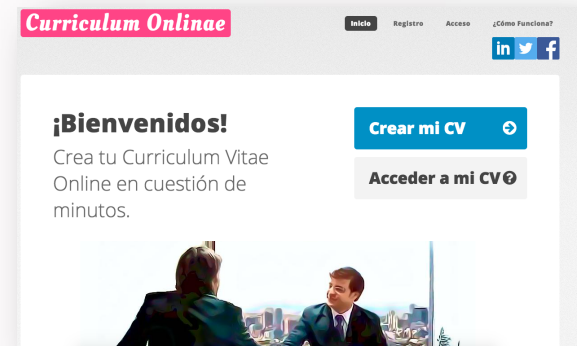 Curriculum Onlinae
Inicio Registro Acceso ¿Cómo Funciona?
in f
¡Bienvenidos!
Crea tu Curriculum Vitae
Online en cuestión de
minutos.
Crear mi CV
Acceder a mi CV ?